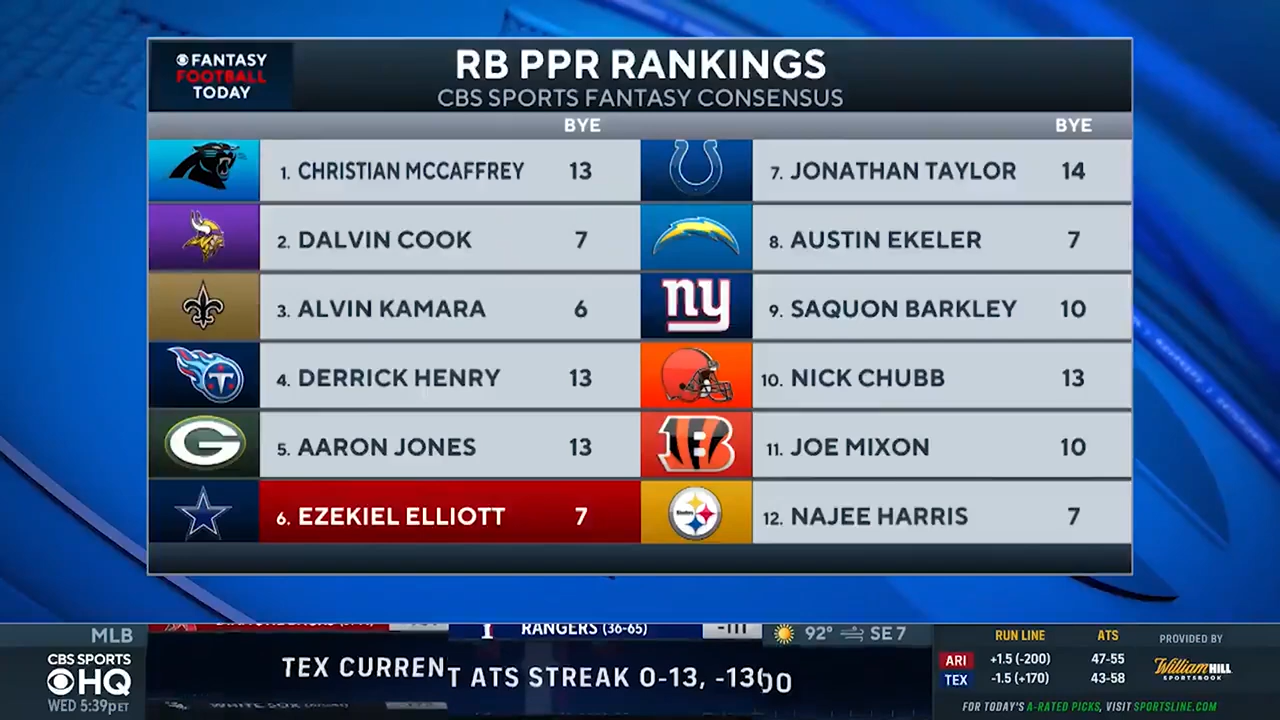 FANTASY
FOOTBALL
TODAY
RB PPR RANKINGS
CBS SPORTS FANTASY CONSENSUS
BYE
BYE
1. CHRISTIAN MCCAFFREY 13
2. DALVIN COOK 7
3. ALVIN KAMARA 6
4. DERRICK HENRY 13
5. AARON JONES 13
6. EZEKIEL ELLIOTT 7
7. JONATHAN TAYLOR 14
8. AUSTIN EKELER 7
ny
9. SAQUON BARKLEY 10
10. NICK CHUBB 13
B
11. JOE MIXON 10
Steelers
12. NAJEE HARRIS 7
MLB
CBS SPORTS
HQ
WED 5:39PET
RANGERS (36-65) -111
92° SE 7
TEX CURRENT ATS STREAK 0-13, -1300
RUN LINE ATS
ARI +1.5 (-200) 47-55
TEX -1.5 (+170) 43-58
PROVIDED BY
William HILL
SPORTSBOOK
FOR TODAY'S A-RATED PICKS, VISIT SPORTSLINE.COM